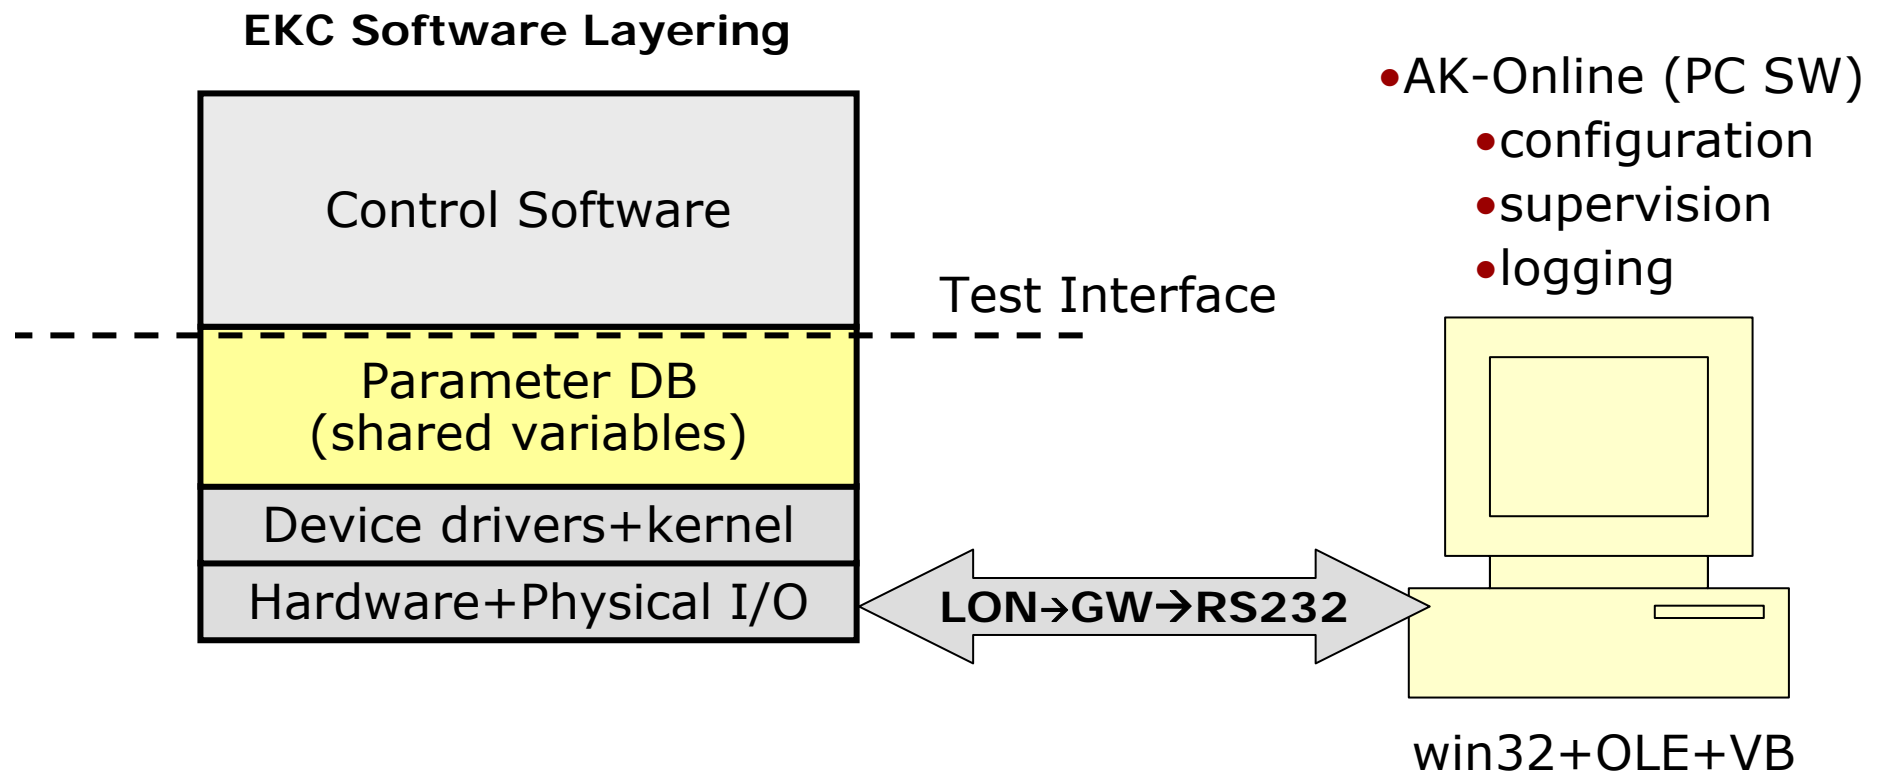 EKC Software Layering
Control Software
Test Interface
Parameter DB
(shared variables)
Device drivers+kernel
Hardware+Physical I/O
LON→GW→RS232
•AK-Online (PC SW)
•configuration
•supervision
•logging
win32+OLE+VB